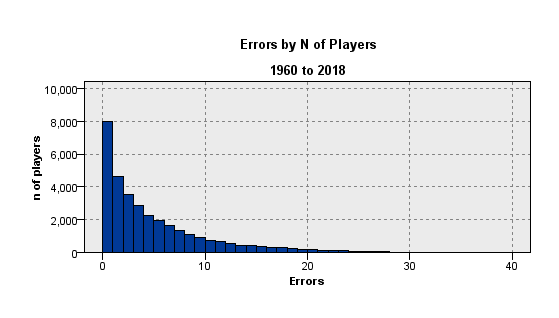 Errors by N of Players
1960 to 2018
10,000
8,000
6,000
4,000
2,000
0
n of players
0 10 20 30 40
Errors